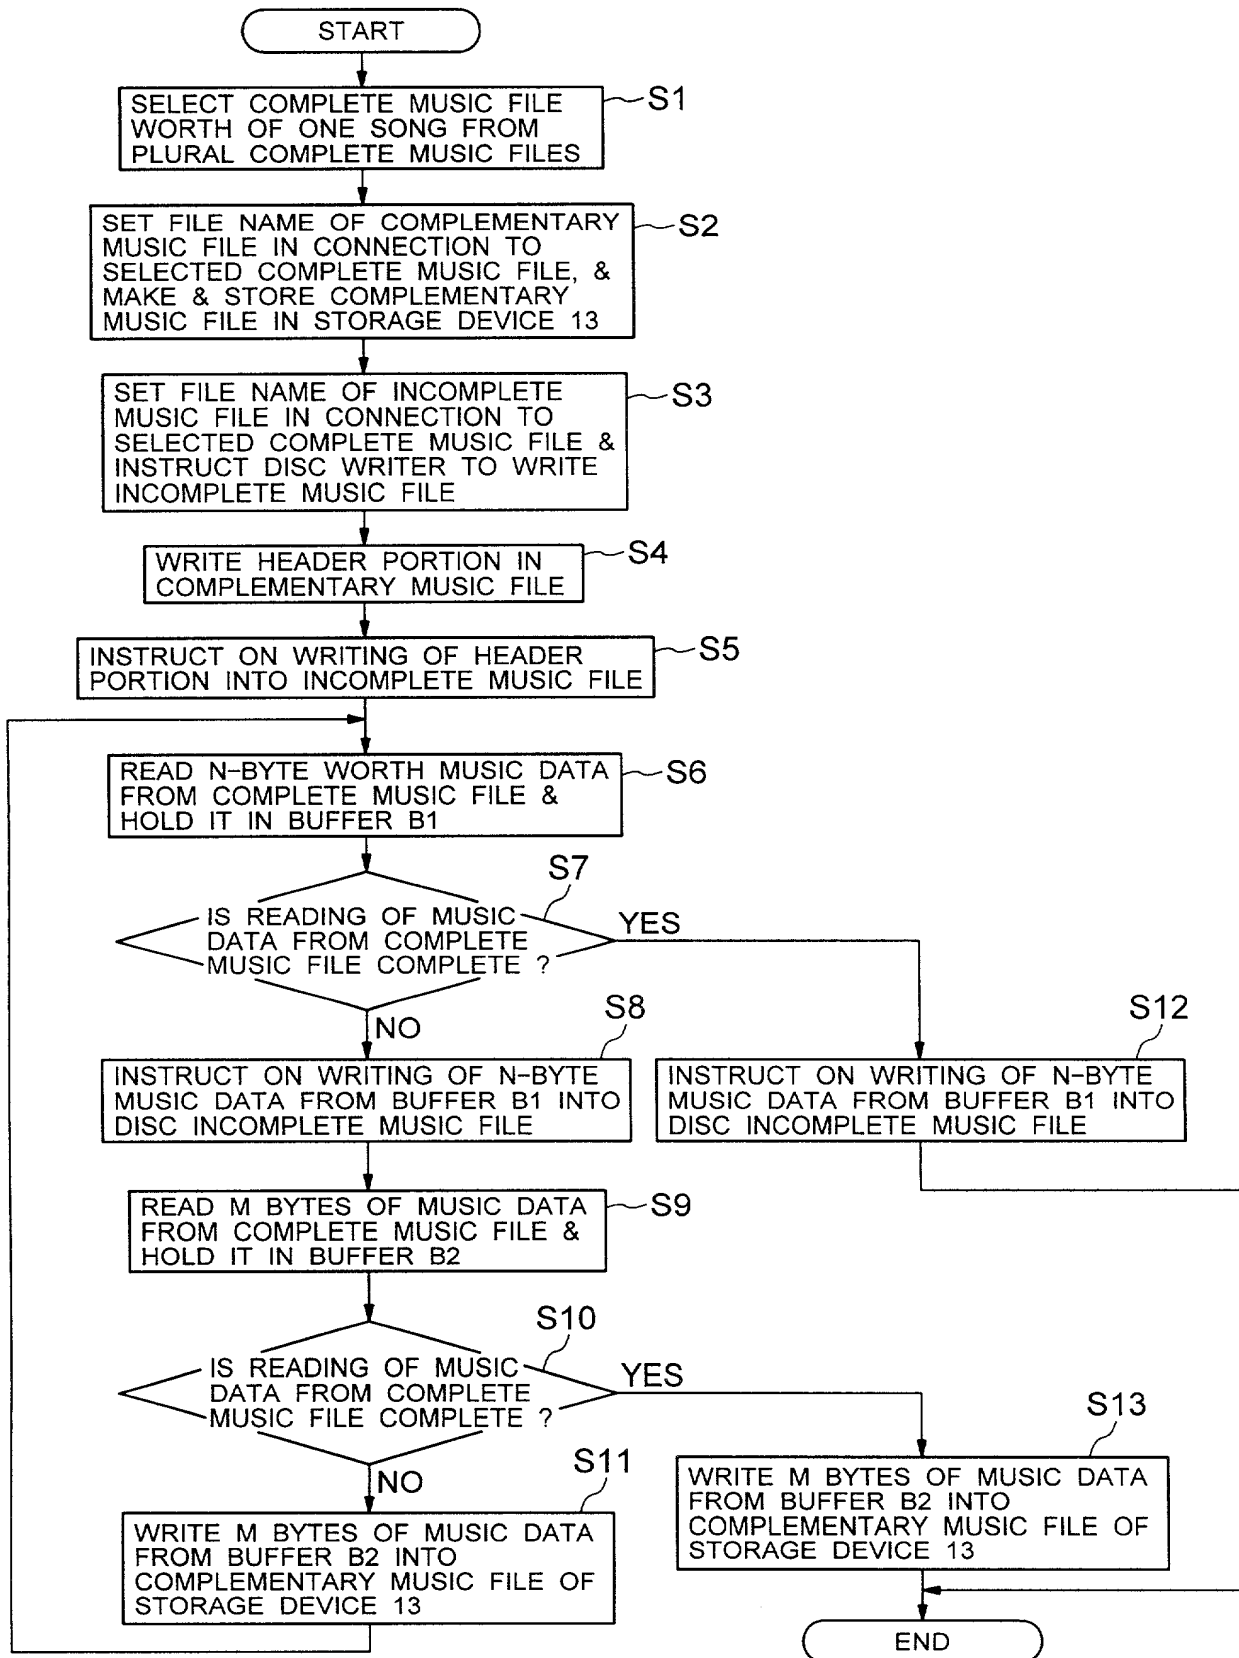 START
SELECT COMPLETE MUSIC FILE
WORTH OF ONE SONG FROM
PLURAL COMPLETE MUSIC FILES
S1
SET FILE NAME OF COMPLEMENTARY
MUSIC FILE IN CONNECTION TO
SELECTED COMPLETE MUSIC FILE, &
MAKE & STORE COMPLEMENTARY
MUSIC FILE IN STORAGE DEVICE 13
S2
SET FILE NAME OF INCOMPLETE
MUSIC FILE IN CONNECTION TO
SELECTED COMPLETE MUSIC FILE &
INSTRUCT DISC WRITER TO WRITE
INCOMPLETE MUSIC FILE
S3
WRITE HEADER PORTION IN
COMPLEMENTARY MUSIC FILE
S4
INSTRUCT ON WRITING OF HEADER
PORTION INTO INCOMPLETE MUSIC FILE
S5
READ N-BYTE WORTH MUSIC DATA
FROM COMPLETE MUSIC FILE &
HOLD IT IN BUFFER B1
S6
S7
IS READING OF MUSIC
DATA FROM COMPLETE
MUSIC FILE COMPLETE ?
YES
NO
S8
INSTRUCT ON WRITING OF N-BYTE
MUSIC DATA FROM BUFFER B1 INTO
DISC INCOMPLETE MUSIC FILE
S12
INSTRUCT ON WRITING OF N-BYTE
MUSIC DATA FROM BUFFER B1 INTO
DISC INCOMPLETE MUSIC FILE
READ M BYTES OF MUSIC DATA
FROM COMPLETE MUSIC FILE &
HOLD IT IN BUFFER B2
S9
S10
IS READING OF MUSIC
DATA FROM COMPLETE
MUSIC FILE COMPLETE ?
YES
NO
S11
WRITE M BYTES OF MUSIC DATA
FROM BUFFER B2 INTO
COMPLEMENTARY MUSIC FILE OF
STORAGE DEVICE 13
S13
WRITE M BYTES OF MUSIC DATA
FROM BUFFER B2 INTO
COMPLEMENTARY MUSIC FILE OF
STORAGE DEVICE 13
END